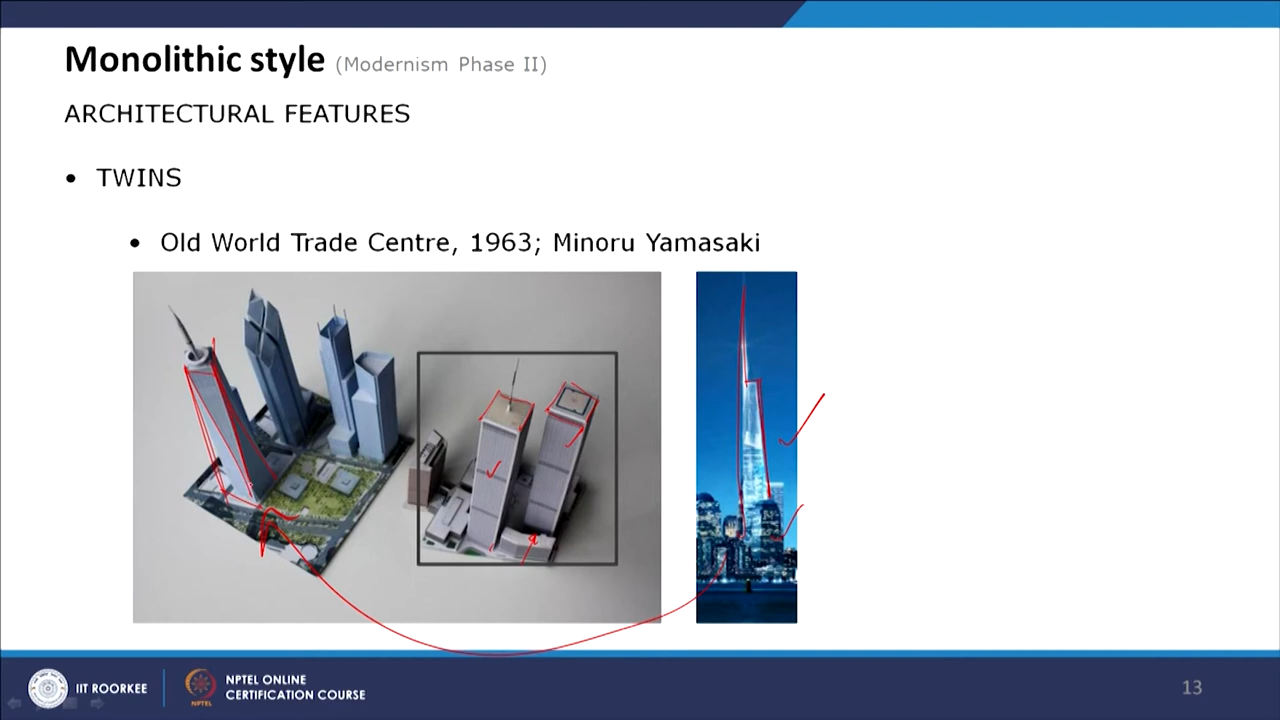 Monolithic style (Modernism Phase II)
ARCHITECTURAL FEATURES
• TWINS
• Old World Trade Centre, 1963; Minoru Yamasaki
IIT ROORKEE
NPTEL
NPTEL ONLINE
CERTIFICATION COURSE
13